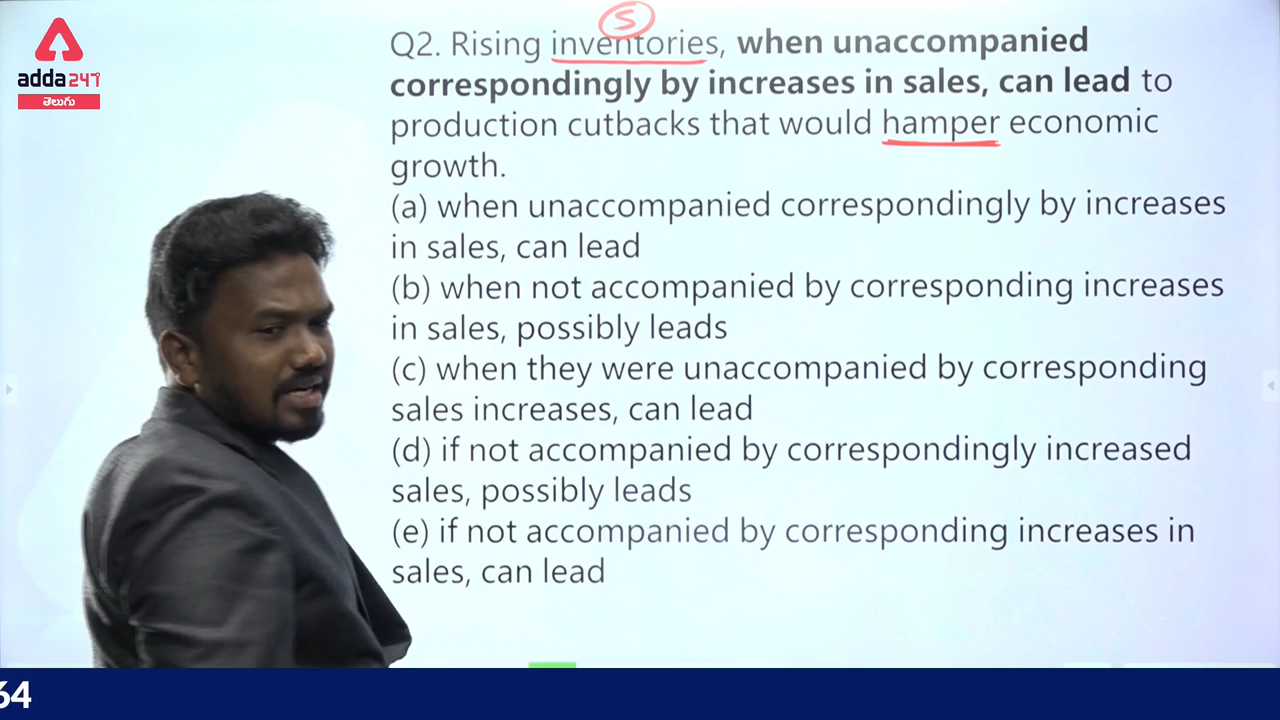 adda247
తెలుగు
S
Q2. Rising inventories, when unaccompanied
correspondingly by increases in sales, can lead to
production cutbacks that would hamper economic
growth.
(a) when unaccompanied correspondingly by increases
in sales, can lead
(b) when not accompanied by corresponding increases
in sales, possibly leads
(c) when they were unaccompanied by corresponding
sales increases, can lead
(d) if not accompanied by correspondingly increased
sales, possibly leads
(e) if not accompanied by corresponding increases in
sales, can lead
64